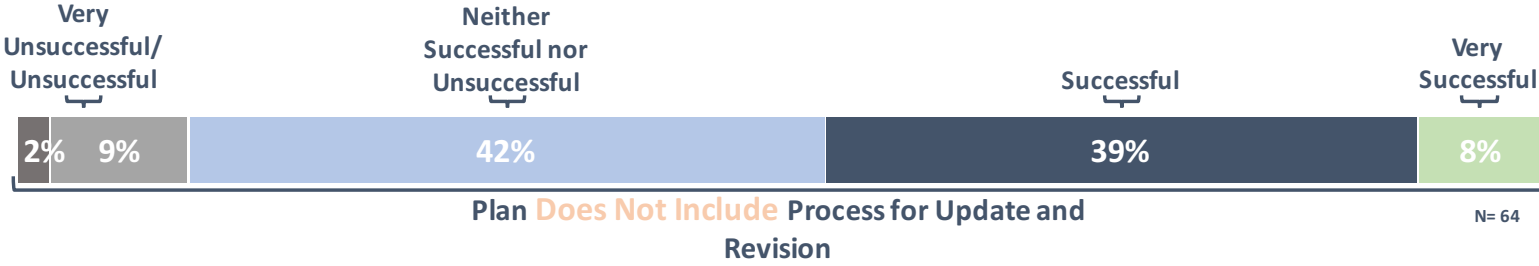 Very
Unsuccessful/
Unsuccessful
Neither
Successful nor
Unsuccessful
Successful
Very
Successful
2%
9%
42%
39%
8%
Plan Does Not Include Process for Update and
Revision
N= 64